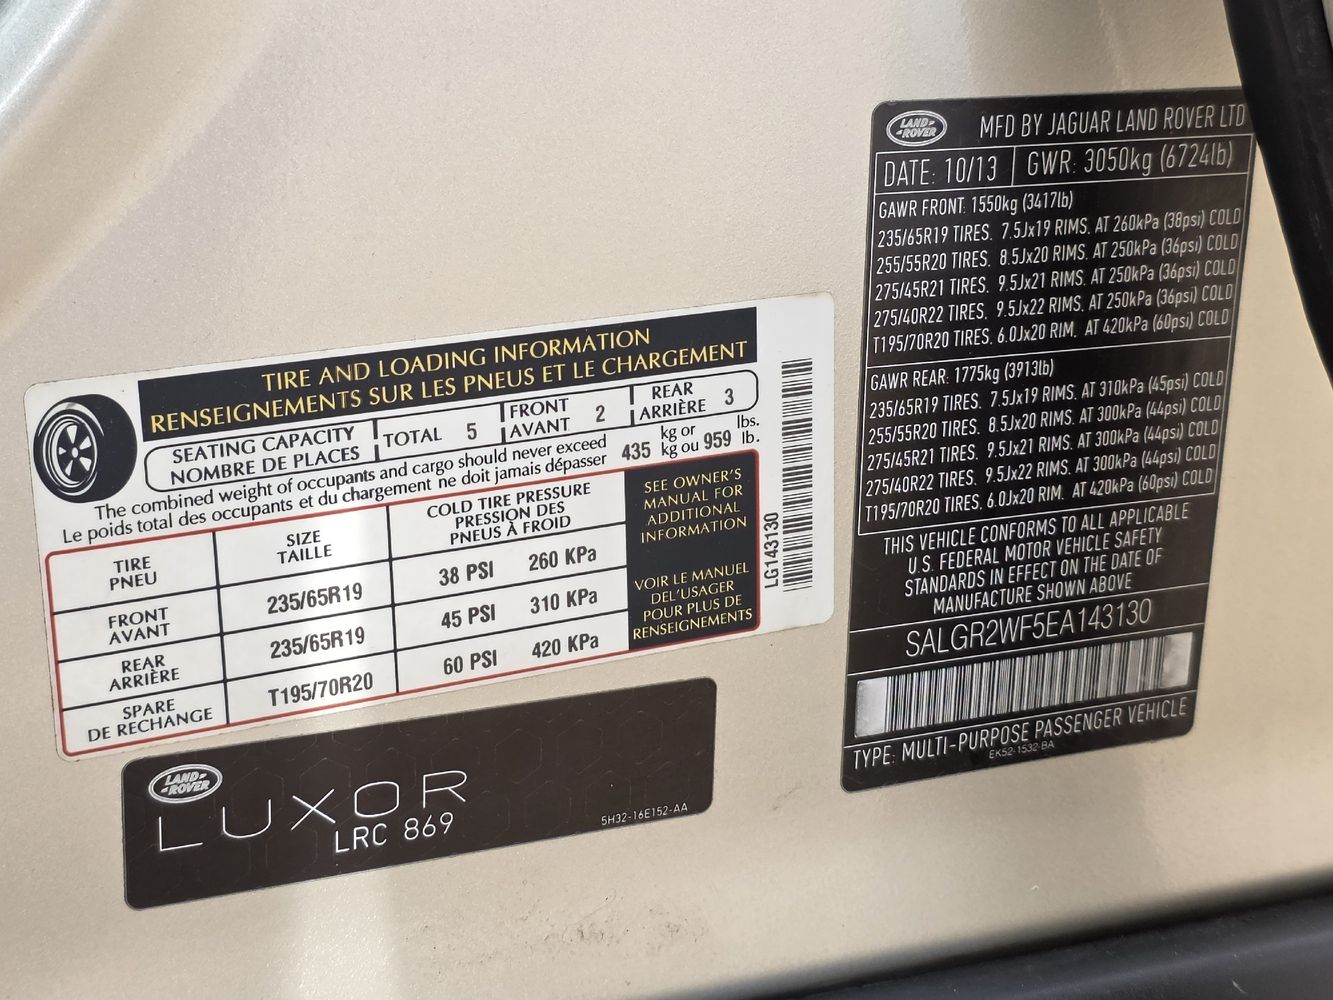 TIRE AND LOADING INFORMATION
RENSEIGNEMENTS SUR LES PNEUS ET LE CHARGEMENT
SEATING CAPACITY
NOMBRE DE PLACES
TOTAL 5
FRONT
AVANT
2
REAR
ARRIÈRE
3
The combined weight of occupants and cargo should never exceed
Le poids total des occupants et du chargement ne doit jamais dépasser
435
kg or
kg ou
959
lbs.
lb.
TIRE
PNEU
SIZE
TAILLE
COLD TIRE PRESSURE
PRESSION DES
PNEUS À FROID
FRONT
AVANT
235/65R19
38 PSI 260 KPa
REAR
ARRIÈRE
235/65R19
45 PSI 310 KPa
SPARE
DE RECHANGE
T195/70R20
60 PSI 420 KPa
SEE OWNER'S
MANUAL FOR
ADDITIONAL
INFORMATION
VOIR LE MANUEL
DEL'USAGER
POUR PLUS DE
RENSEIGNEMENTS
LG143130
LAND-
-ROVER
LUXOR
LRC 869
5H32-16E152-AA
LAND-
-ROVER
MFD BY JAGUAR LAND ROVER LTD
DATE: 10/13 GWR: 3050kg (6724lb)
GAWR FRONT: 1550kg (3417lb)
235/65R19 TIRES. 7.5Jx19 RIMS. AT 260kPa (38psi) COLD
255/55R20 TIRES. 8.5Jx20 RIMS. AT 250kPa (36psi) COLD
275/45R21 TIRES. 9.5Jx21 RIMS. AT 250kPa (36psi) COLD
275/40R22 TIRES. 9.5Jx22 RIMS. AT 250kPa (36psi) COLD
T195/70R20 TIRES. 6.0Jx20 RIM. AT 420kPa (60psi) COLD
GAWR REAR: 1775kg (3913lb)
235/65R19 TIRES. 7.5Jx19 RIMS. AT 310kPa (45psi) COLD
255/55R20 TIRES. 8.5Jx20 RIMS. AT 300kPa (44psi) COLD
275/45R21 TIRES. 9.5Jx21 RIMS. AT 300kPa (44psi) COLD
275/40R22 TIRES. 9.5Jx22 RIMS. AT 300kPa (44psi) COLD
T195/70R20 TIRES. 6.0Jx20 RIM. AT 420kPa (60psi) COLD
THIS VEHICLE CONFORMS TO ALL APPLICABLE
U.S. FEDERAL MOTOR VEHICLE SAFETY
STANDARDS IN EFFECT ON THE DATE OF
MANUFACTURE SHOWN ABOVE
SALGR2WF5EA143130
TYPE: MULTI-PURPOSE PASSENGER VEHICLE
EK52-1532-BA